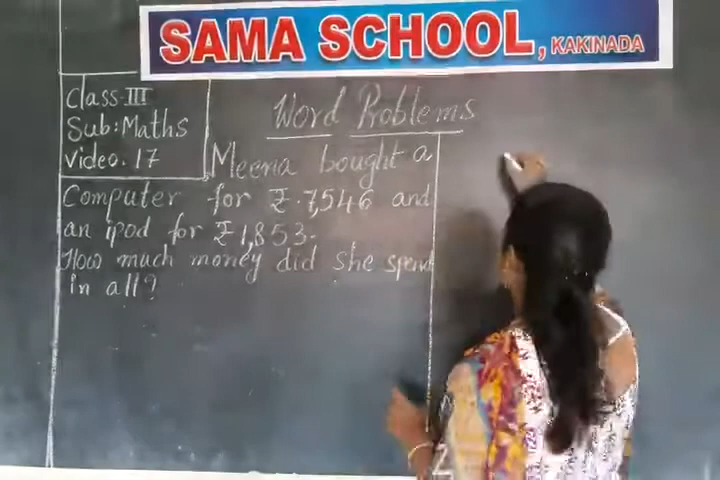 SAMA SCHOOL, KAKINADA
Class-III
Sub: Maths
Video. 17
Word Problems
Meena bought a
Computer for ₹.7,546 and
an ipod for ₹1,853.
How much money did she spend
in all?